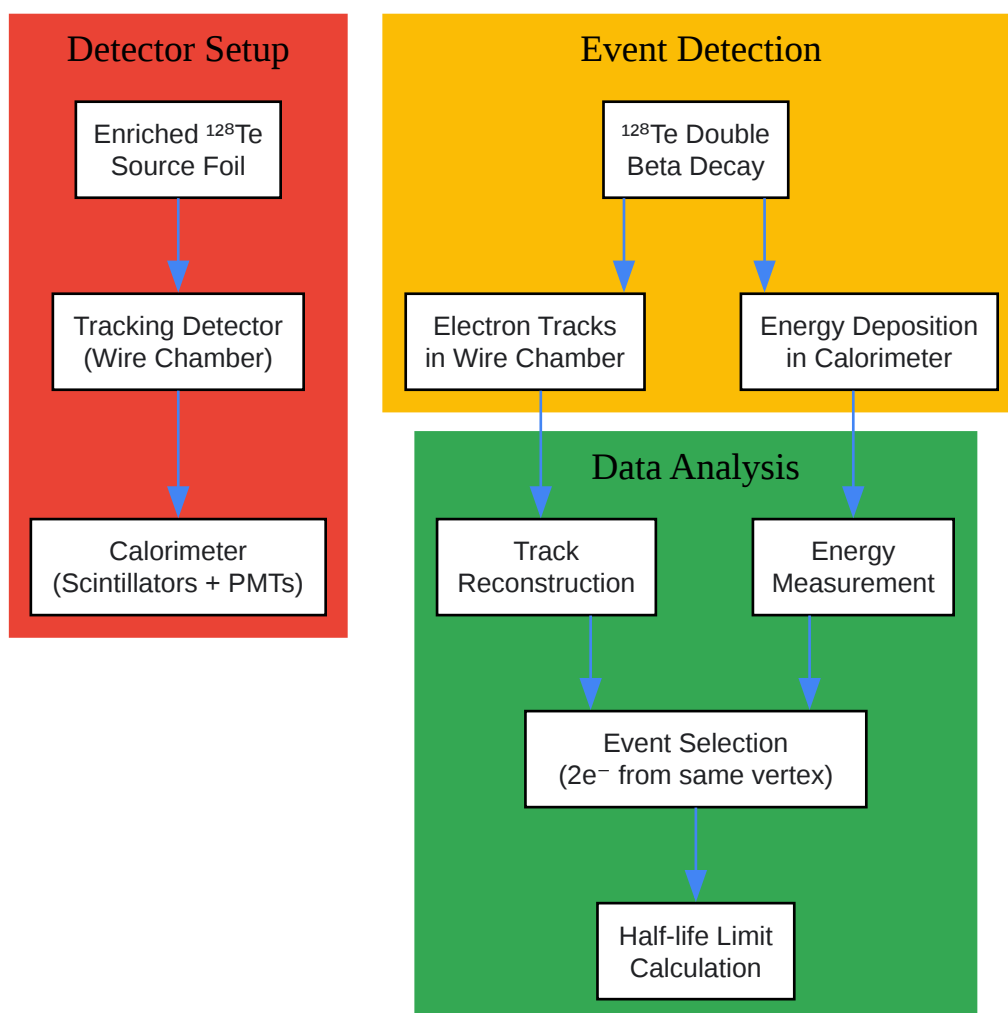 Detector Setup
Enriched ¹²⁸Te
Source Foil
Tracking Detector
(Wire Chamber)
Calorimeter
(Scintillators + PMTs)
Event Detection
¹²⁸Te Double
Beta Decay
Electron Tracks
in Wire Chamber
Energy Deposition
in Calorimeter
Data Analysis
Track
Reconstruction
Energy
Measurement
Event Selection
(2e⁻ from same vertex)
Half-life Limit
Calculation